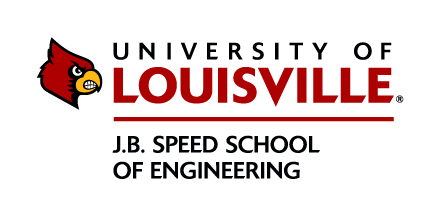 UNIVERSITY OF
LOUISVILLE®
J.B. SPEED SCHOOL
OF ENGINEERING